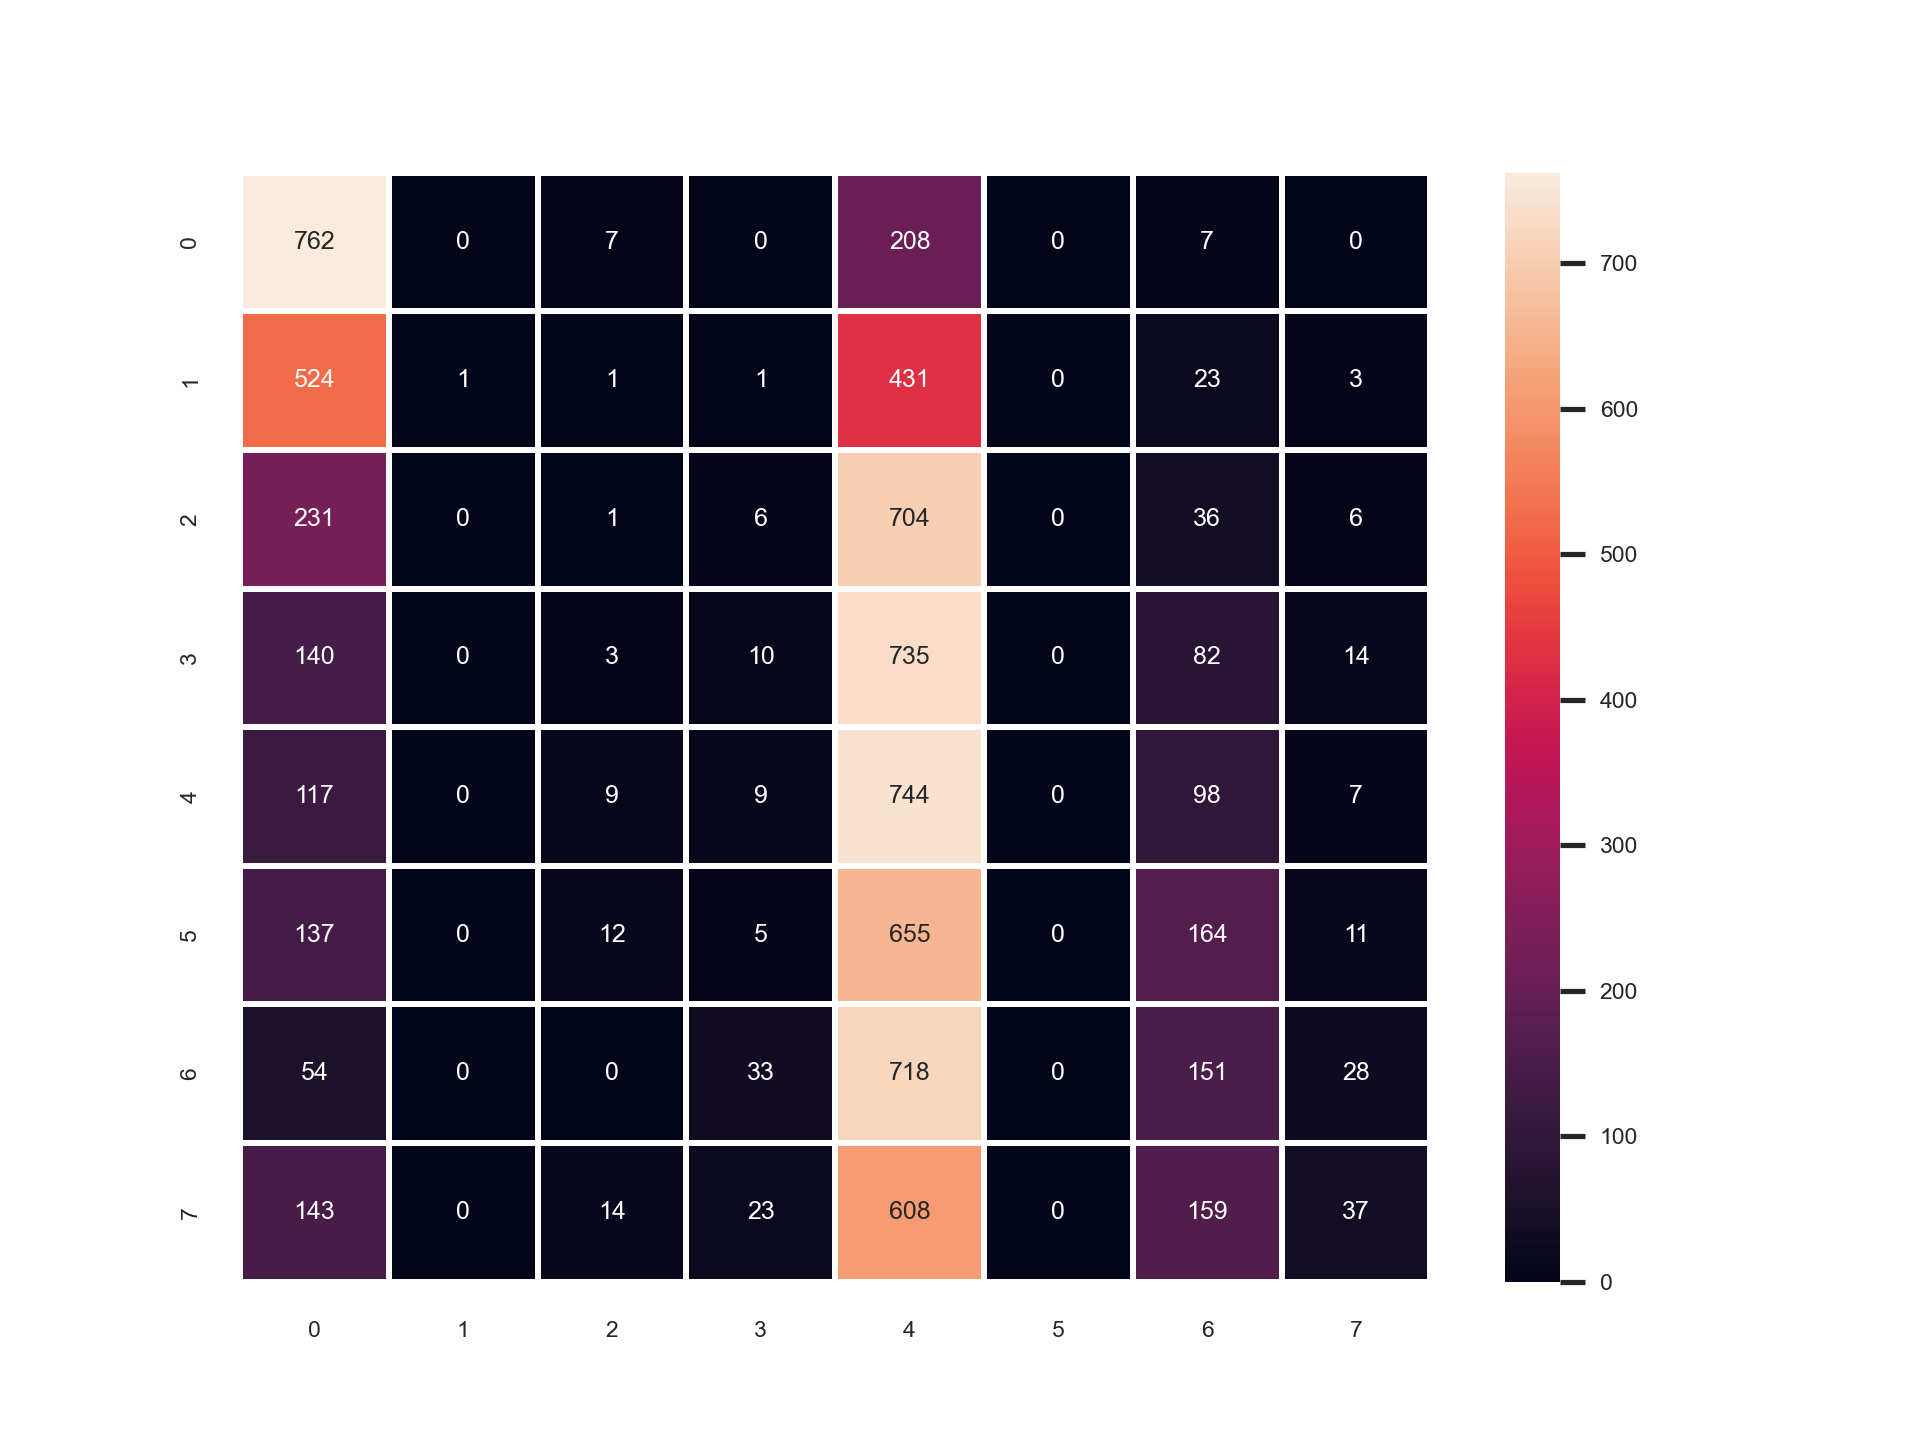 0 762 0 7 0 208 0 7 0
1 524 1 1 1 431 0 23 3
2 231 0 1 6 704 0 36 6
3 140 0 3 10 735 0 82 14
4 117 0 9 9 744 0 98 7
5 137 0 12 5 655 0 164 11
6 54 0 0 33 718 0 151 28
7 143 0 14 23 608 0 159 37
0 1 2 3 4 5 6 7
700
600
500
400
300
200
100
0